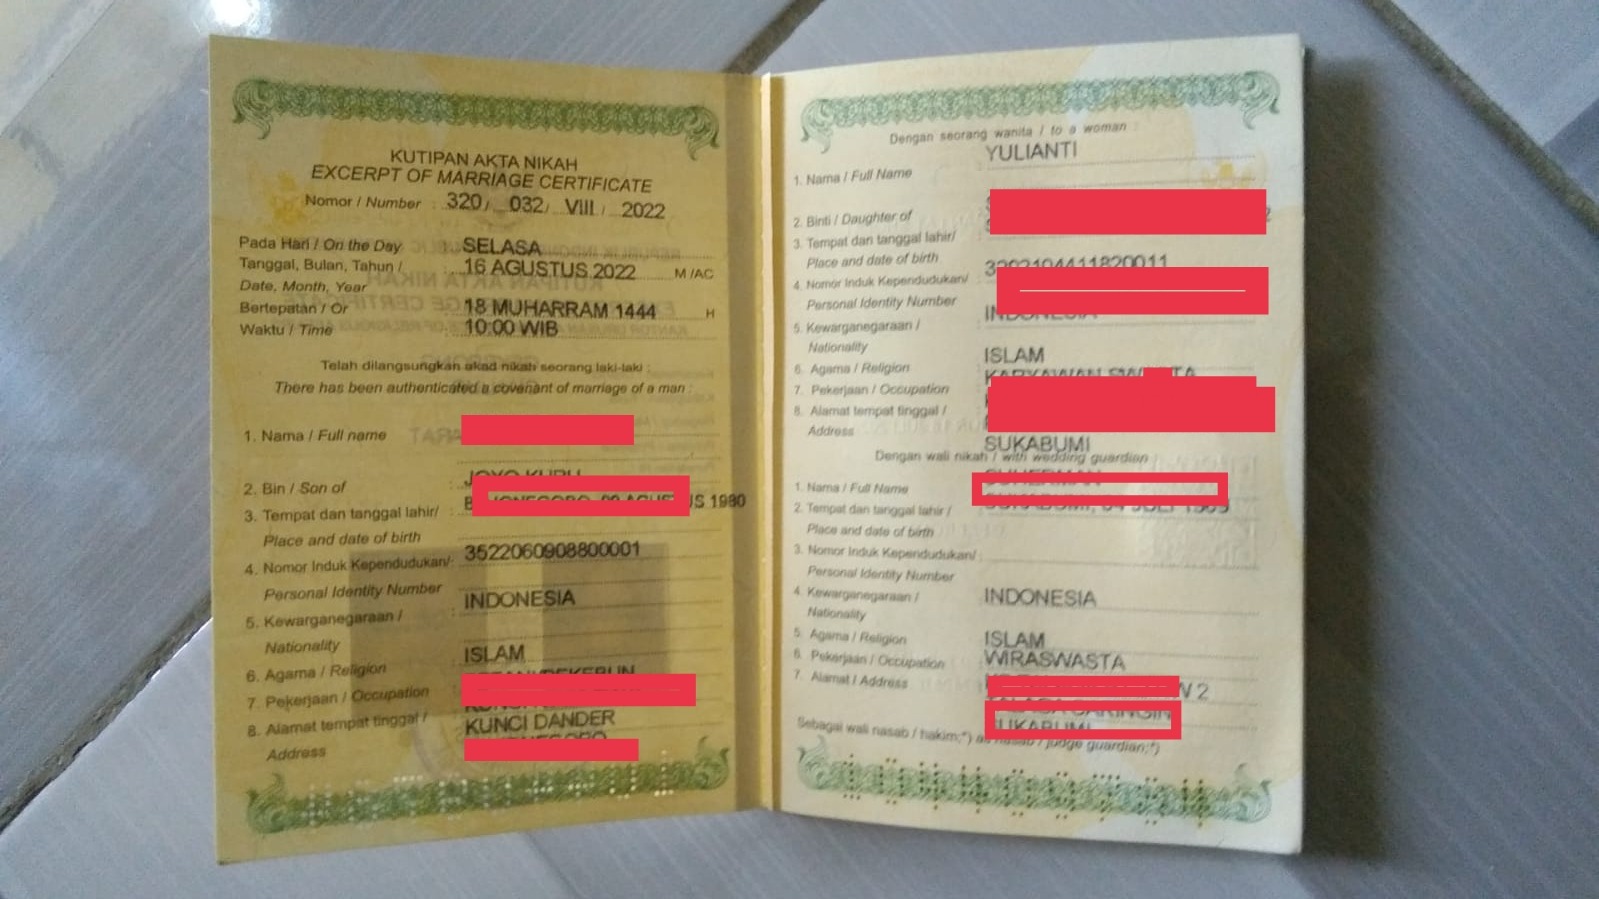 KUTIPAN AKTA NIKAH
EXCERPT OF MARRIAGE CERTIFICATE
Nomor / Number : 320/ 032/ VIII / 2022
Pada Hari / On the Day : SELASA
Tanggal, Bulan, Tahun / : 16 AGUSTUS 2022 M /AC
Date, Month, Year
Bertepatan / Or : 18 MUHARRAM 1444 H
Waktu / Time : 10:00 WIB
Telah dilangsungkan akad nikah seorang laki-laki :
There has been authenticated a covenant of marriage of a man :
1. Nama / Full name
2. Bin / Son of
3. Tempat dan tanggal lahir/ : 1980
Place and date of birth
4. Nomor Induk Kependudukan/: 3522060908800001
Personal Identity Number
5. Kewarganegaraan / : INDONESIA
Nationality
6. Agama / Religion : ISLAM
7. Pekerjaan / Occupation
8. Alamat tempat tinggal / : KUNCI DANDER
Address
Dengan seorang wanita / to a woman :
1. Nama / Full Name YULIANTI
2. Binti / Daughter of
3. Tempat dan tanggal lahir/
Place and date of birth
4. Nomor Induk Kependudukan/
Personal Identity Number
5. Kewarganegaraan / INDONESIA
Nationality
6. Agama / Religion ISLAM
7. Pekerjaan / Occupation
8. Alamat tempat tinggal /
Address SUKABUMI
Dengan wali nikah / with wedding guardian
1. Nama / Full Name
2. Tempat dan tanggal lahir /
Place and date of birth
3. Nomor Induk Kependudukan/
Personal Identity Number
4. Kewarganegaraan / INDONESIA
Nationality
5. Agama / Religion ISLAM
6. Pekerjaan / Occupation WIRASWASTA
7. Alamat / Address 2
Sebagai wali nasab / hakim;*) as nasab / judge guardian;*)